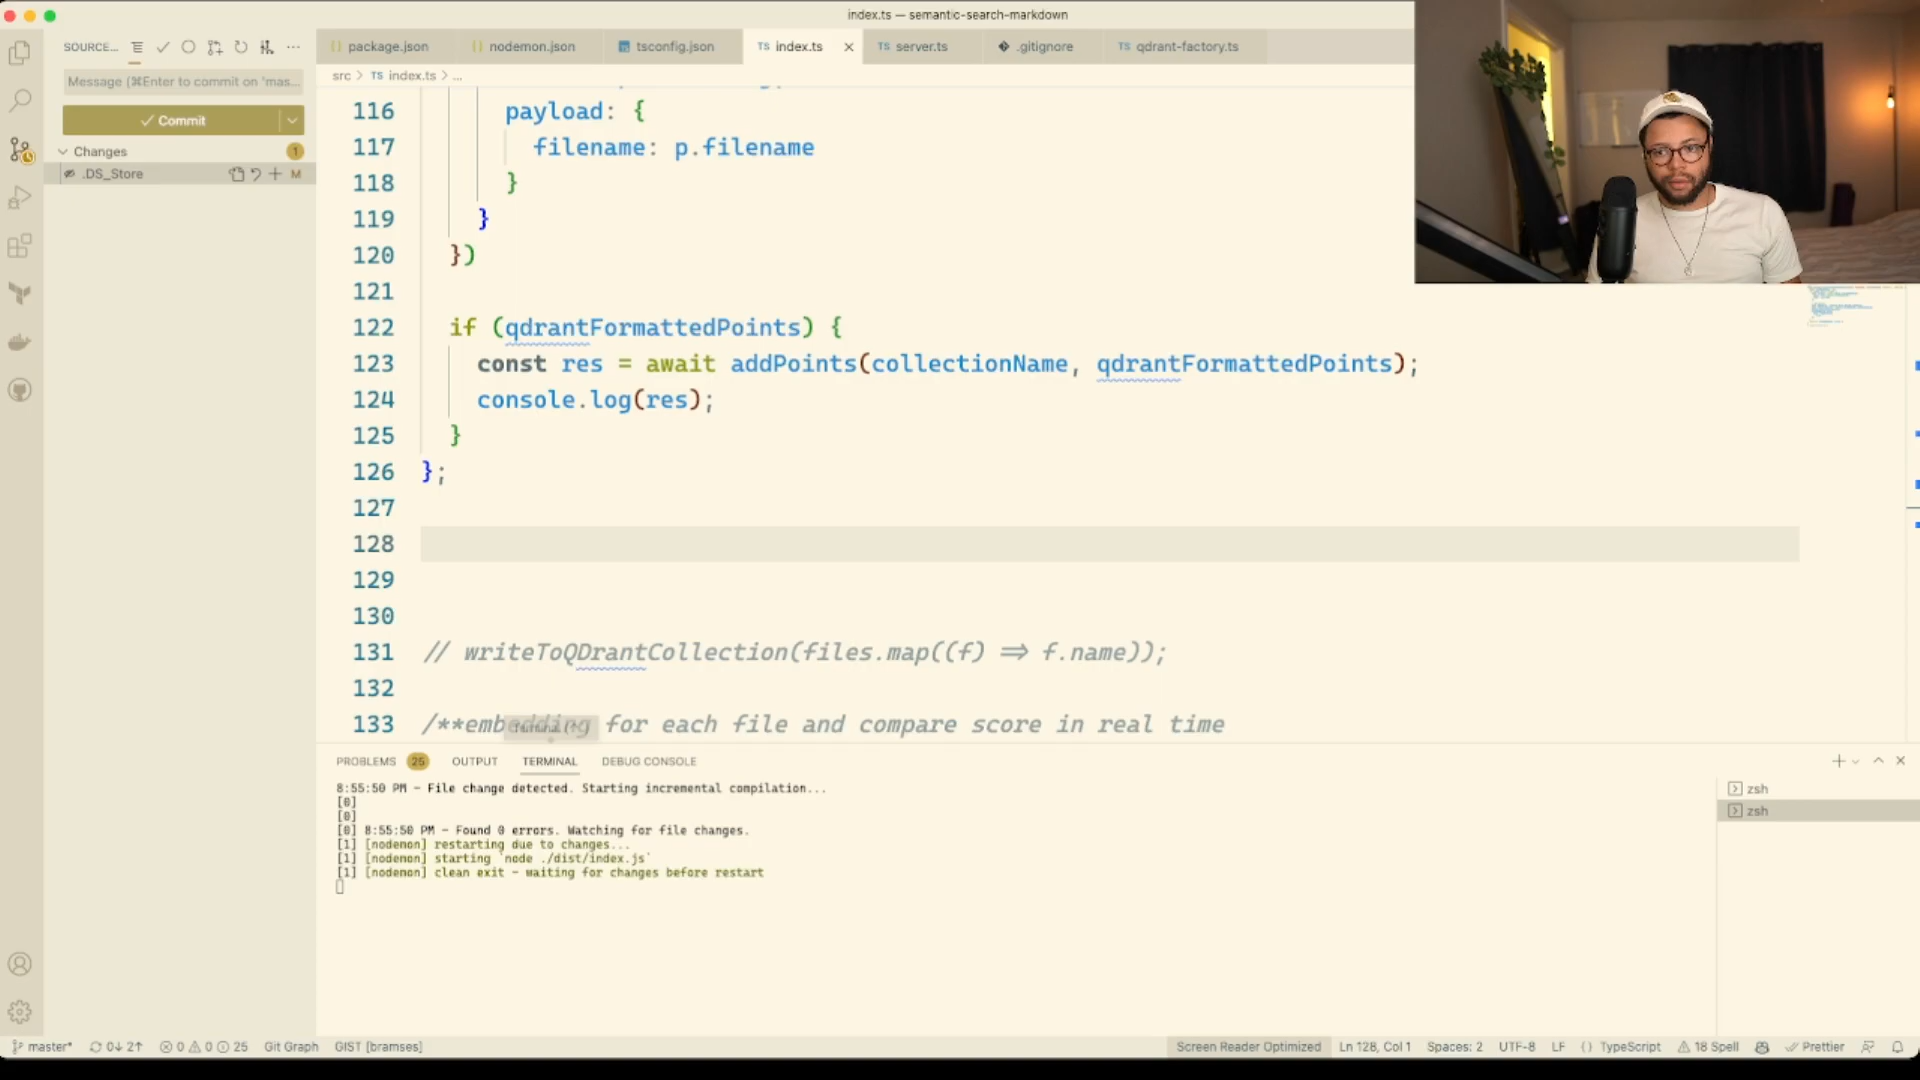 index.ts — semantic-search-markdown
SOURCE...
package.json
nodemon.json
tsconfig.json
TS index.ts
TS server.ts
.gitignore
TS qdrant-factory.ts
Message (⌘Enter to commit on 'mas...
src > TS index.ts > ...
Commit
Changes 1
.DS_Store M
116 payload: {
117 filename: p.filename
118 }
119 }
120 })
121
122 if (qdrantFormattedPoints) {
123 const res = await addPoints(collectionName, qdrantFormattedPoints);
124 console.log(res);
125 }
126 };
127
128
129
130
131 // writeToQDrantCollection(files.map((f) => f.name));
132
133 /**embedding for each file and compare score in real time
PROBLEMS 25 OUTPUT TERMINAL DEBUG CONSOLE
8:55:50 PM - File change detected. Starting incremental compilation...
[0]
[0]
[0] 8:55:50 PM - Found 0 errors. Watching for file changes.
[1] [nodemon] restarting due to changes...
[1] [nodemon] starting `node ./dist/index.js`
[1] [nodemon] clean exit - waiting for changes before restart
zsh
zsh
master* 0↓ 2↑ 0 0 25 Git Graph GIST [bramses]
Screen Reader Optimized Ln 128, Col 1 Spaces: 2 UTF-8 LF TypeScript 18 Spell Prettier